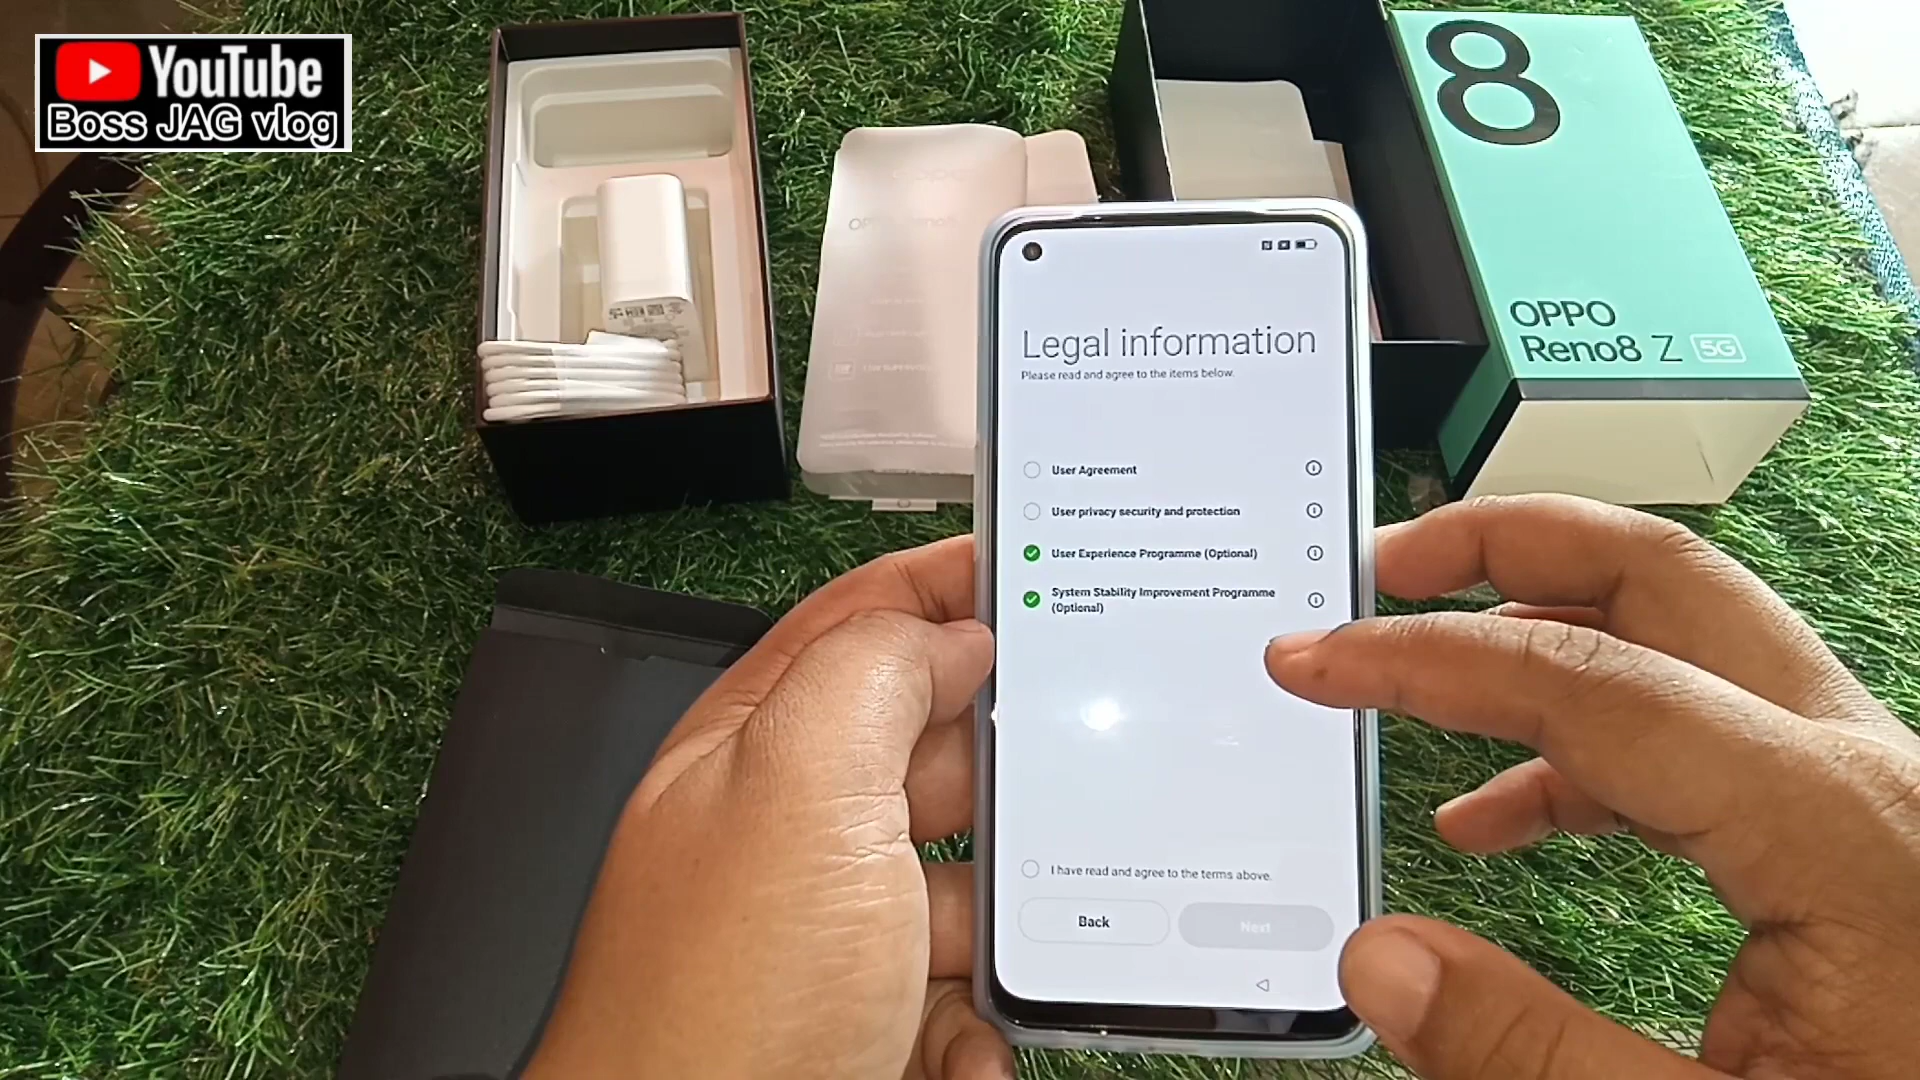 YouTube
Boss JAG vlog
8
OPPO
Reno8 Z 5G
Legal information
Please read and agree to the items below.
User Agreement
User privacy security and protection
User Experience Programme (Optional)
System Stability Improvement Programme
(Optional)
I have read and agree to the terms above.
Back
Next